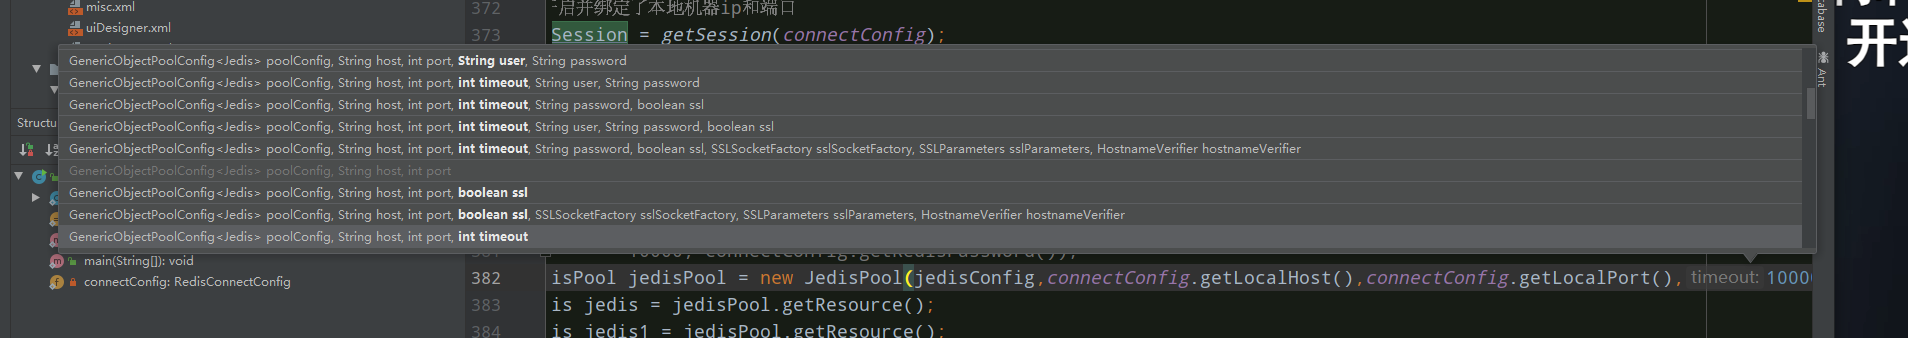 misc.xml
372
启并绑定了本地机器ip和端口
uiDesigner.xml
373
Session = getSession(connectConfig);
GenericObjectPoolConfig<Jedis> poolConfig, String host, int port, String user, String password
GenericObjectPoolConfig<Jedis> poolConfig, String host, int port, int timeout, String user, String password
GenericObjectPoolConfig<Jedis> poolConfig, String host, int port, int timeout, String password, boolean ssl
GenericObjectPoolConfig<Jedis> poolConfig, String host, int port, int timeout, String user, String password, boolean ssl
GenericObjectPoolConfig<Jedis> poolConfig, String host, int port, int timeout, String password, boolean ssl, SSLSocketFactory sslSocketFactory, SSLParameters sslParameters, HostnameVerifier hostnameVerifier
GenericObjectPoolConfig<Jedis> poolConfig, String host, int port
GenericObjectPoolConfig<Jedis> poolConfig, String host, int port, boolean ssl
GenericObjectPoolConfig<Jedis> poolConfig, String host, int port, boolean ssl, SSLSocketFactory sslSocketFactory, SSLParameters sslParameters, HostnameVerifier hostnameVerifier
GenericObjectPoolConfig<Jedis> poolConfig, String host, int port, int timeout
Structu
main(String[]): void
connectConfig: RedisConnectConfig
382
isPool jedisPool = new JedisPool(jedisConfig,connectConfig.getLocalHost(),connectConfig.getLocalPort(), timeout: 1000
383
is jedis = jedisPool.getResource();
384
is jedis1 = jedisPool.getResource();
tabase
Ant
开